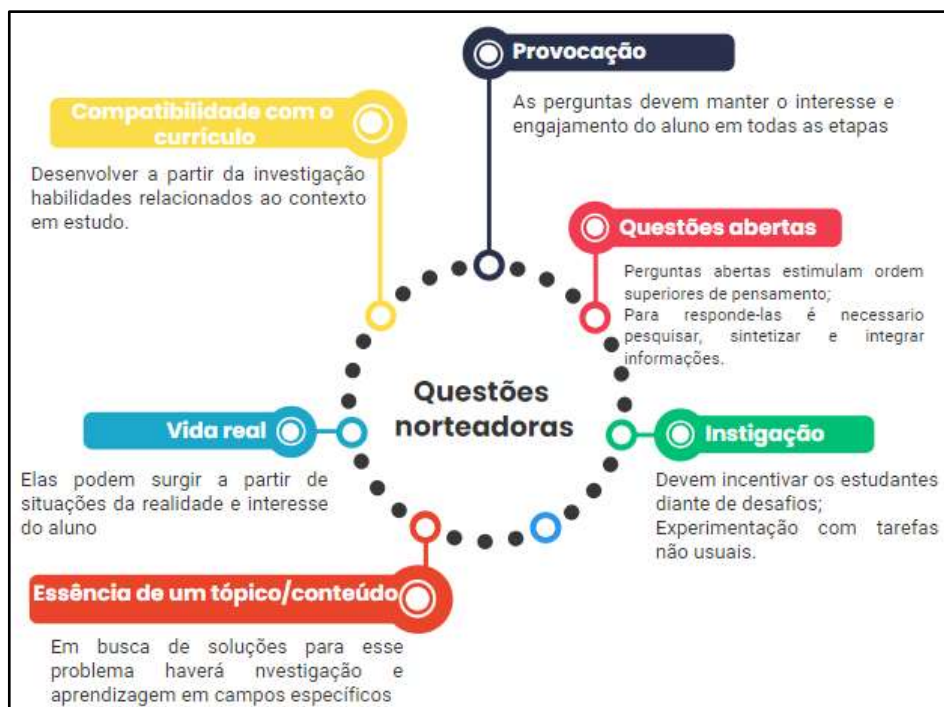 Provocação
As perguntas devem manter o interesse e
engajamento do aluno em todas as etapas
Compatibilidade com o
currículo
Desenvolver a partir da investigação
habilidades relacionados ao contexto
em estudo.
Questões abertas
Perguntas abertas estimulam ordem
superiores de pensamento;
Para responde-las é necessario
pesquisar, sintetizar e integrar
informações.
Questões
norteadoras
Vida real
Elas podem surgir a partir de
situações da realidade e interesse
do aluno
Instigação
Devem incentivar os estudantes
diante de desafios;
Experimentação com tarefas
não usuais.
Essência de um tópico/conteúdo
Em busca de soluções para esse
problema haverá nvestigação e
aprendizagem em campos específicos